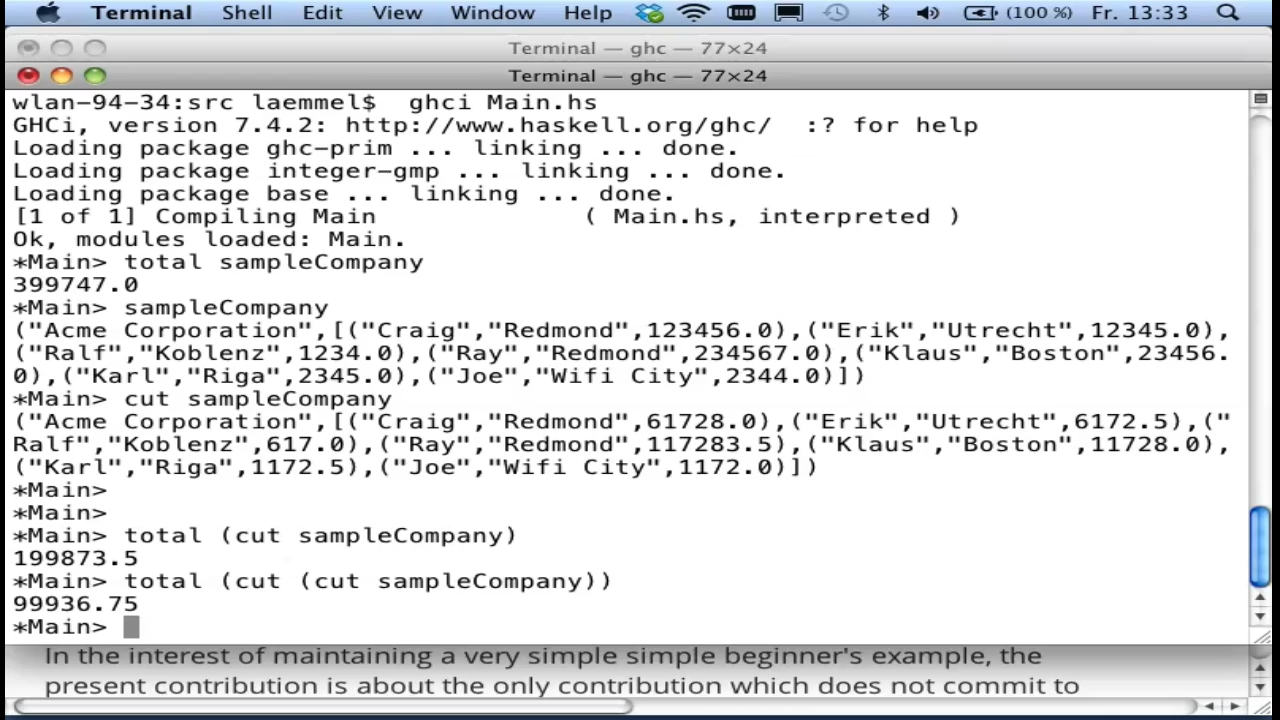 Terminal Shell Edit View Window Help (100 %) Fr. 13:33
Terminal — ghc — 77×24
Terminal — ghc — 77×24
wlan-94-34:src laemmel$  ghci Main.hs
GHCi, version 7.4.2: http://www.haskell.org/ghc/  :? for help
Loading package ghc-prim ... linking ... done.
Loading package integer-gmp ... linking ... done.
Loading package base ... linking ... done.
[1 of 1] Compiling Main             ( Main.hs, interpreted )
Ok, modules loaded: Main.
*Main> total sampleCompany
399747.0
*Main> sampleCompany
("Acme Corporation",[("Craig","Redmond",123456.0),("Erik","Utrecht",12345.0),
("Ralf","Koblenz",1234.0),("Ray","Redmond",234567.0),("Klaus","Boston",23456.
0),("Karl","Riga",2345.0),("Joe","Wifi City",2344.0)])
*Main> cut sampleCompany
("Acme Corporation",[("Craig","Redmond",61728.0),("Erik","Utrecht",6172.5),("
Ralf","Koblenz",617.0),("Ray","Redmond",117283.5),("Klaus","Boston",11728.0),
("Karl","Riga",1172.5),("Joe","Wifi City",1172.0)])
*Main>
*Main>
*Main> total (cut sampleCompany)
199873.5
*Main> total (cut (cut sampleCompany))
99936.75
*Main>
In the interest of maintaining a very simple simple beginner's example, the
present contribution is about the only contribution which does not commit to